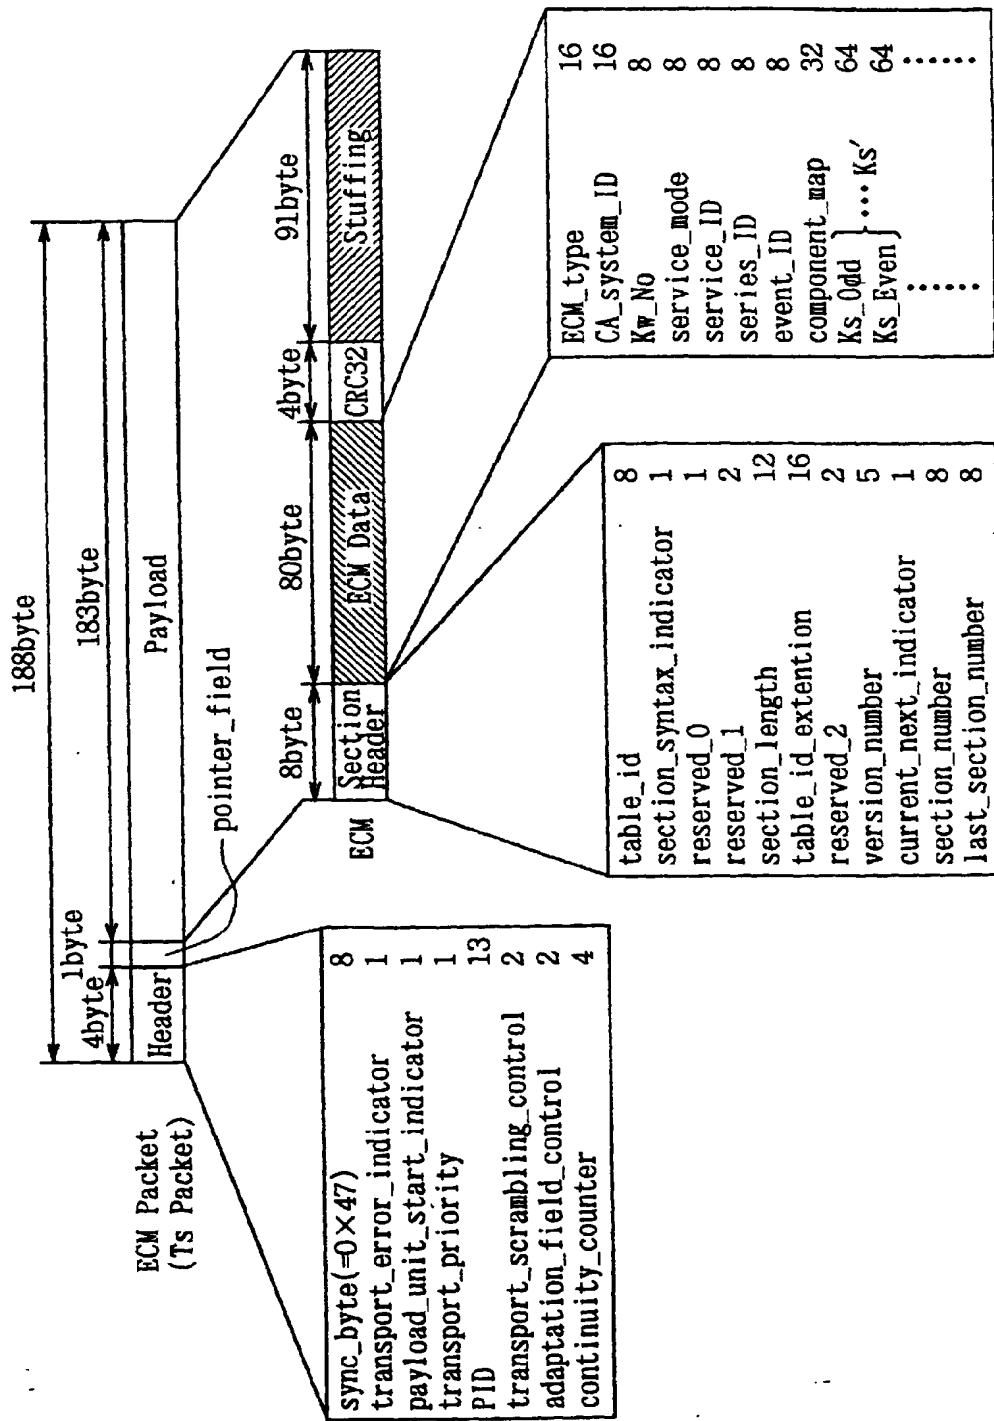 188byte
4byte
1byte
183byte
ECM Packet
(Ts Packet)
Header
Payload
pointer_field
8byte
80byte
4byte
91byte
ECM
Section
Header
ECM Data
CRC32
Stuffing
sync_byte(=0×47) 8
transport_error_indicator 1
payload_unit_start_indicator 1
transport_priority 1
PID 13
transport_scrambling_control 2
adaptation_field_control 2
continuity_counter 4
table_id 8
section_syntax_indicator 1
reserved_0 1
reserved_1 2
section_length 12
table_id_extention 16
reserved_2 2
version_number 5
current_next_indicator 1
section_number 8
last_section_number 8
ECM_type 16
CA_system_ID 16
Kw_No 8
service_mode 8
service_ID 8
series_ID 8
event_ID 8
component_map 32
Ks_Odd 64
Ks_Even 64
···· Ks′
······ ······